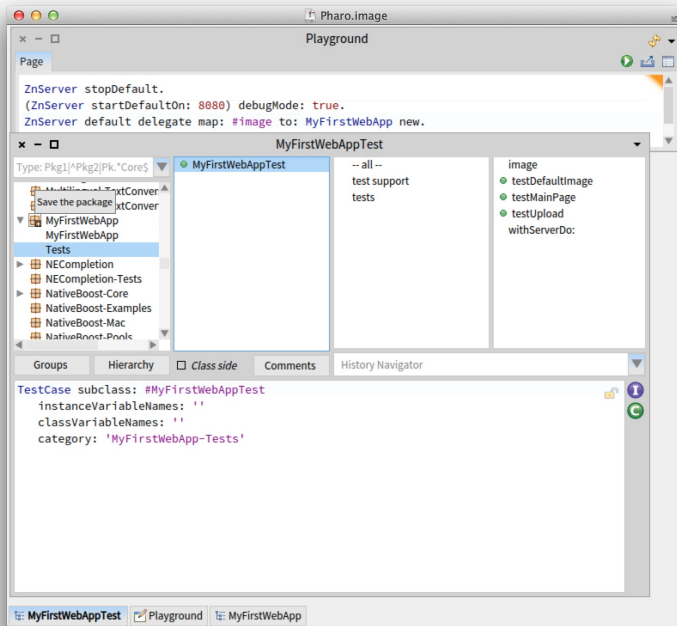 Pharo.image
Playground
Page
ZnServer stopDefault.
(ZnServer startDefaultOn: 8080) debugMode: true.
ZnServer default delegate map: #image to: MyFirstWebApp new.
MyFirstWebAppTest
Type: Pkg1|^Pkg2|Pk.*Core$
Save the package
MyFirstWebApp
MyFirstWebApp
Tests
NECompletion
NECompletion-Tests
NativeBoost-Core
NativeBoost-Examples
NativeBoost-Mac
NativeBoost-Pools
MyFirstWebAppTest
-- all --
test support
tests
image
testDefaultImage
testMainPage
testUpload
withServerDo:
Groups
Hierarchy
Class side
Comments
History Navigator
TestCase subclass: #MyFirstWebAppTest
instanceVariableNames: ''
classVariableNames: ''
category: 'MyFirstWebApp-Tests'
I
C
MyFirstWebAppTest
Playground
MyFirstWebApp